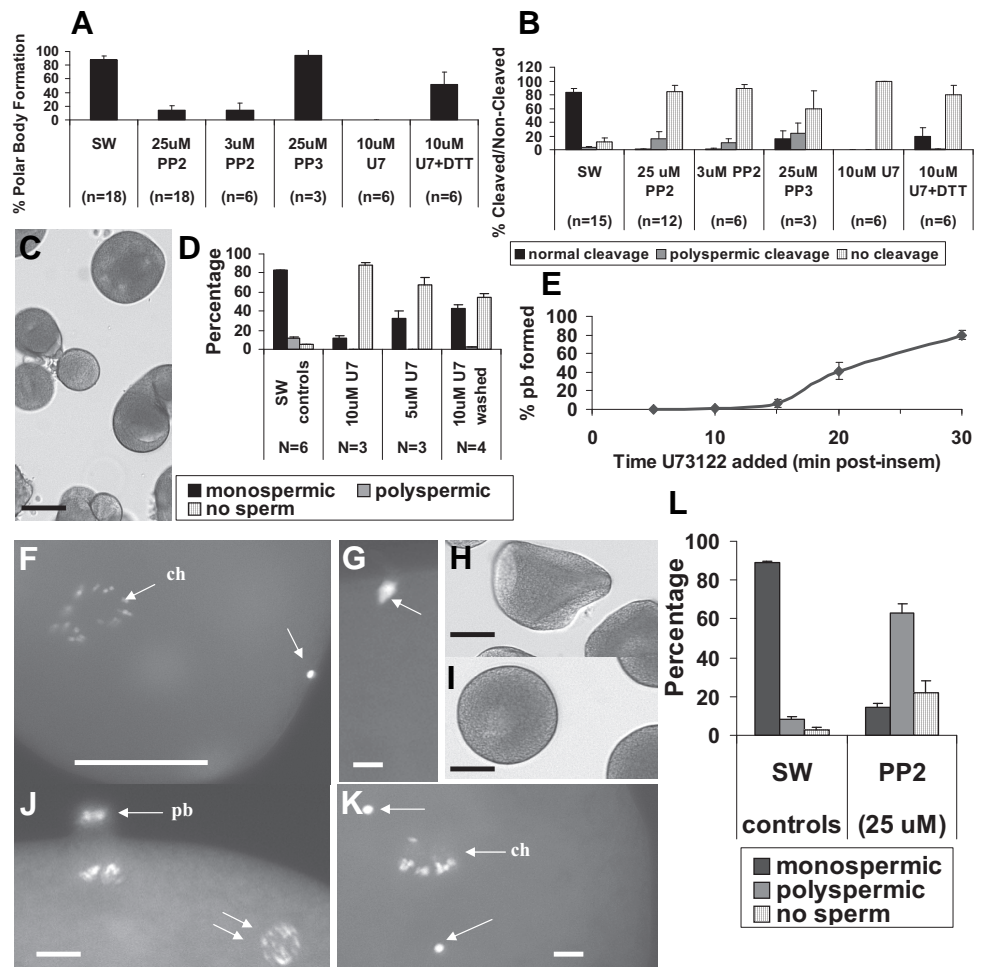 A
% Polar Body Formation
100
80
60
40
20
0
SW
(n=18)
25uM PP2
(n=18)
3uM PP2
(n=6)
25uM PP3
(n=3)
10uM U7
(n=6)
10uM U7+DTT
(n=6)
B
% Cleaved/Non-Cleaved
120
100
80
60
40
20
0
SW
(n=15)
25 uM PP2
(n=12)
3uM PP2
(n=6)
25uM PP3
(n=3)
10uM U7
(n=6)
10uM U7+DTT
(n=6)
normal cleavage polyspermic cleavage no cleavage
C
D
Percentage
100
80
60
40
20
0
SW controls
N=6
10uM U7
N=3
5uM U7
N=3
10uM U7 washed
N=4
monospermic polyspermic
no sperm
E
% pb formed
100
80
60
40
20
0
0 10 20 30
Time U73122 added (min post-insem)
F
ch
G
H
I
J
pb
K
ch
L
Percentage
100
80
60
40
20
0
SW controls
PP2 (25 uM)
monospermic
polyspermic
no sperm